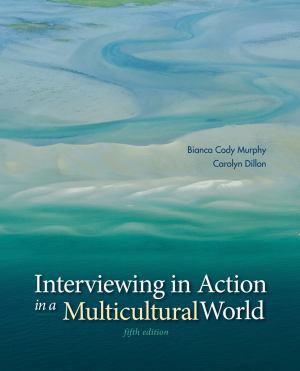 Bianca Cody Murphy
Carolyn Dillon
Interviewing in Action
in a Multicultural World
fifth edition